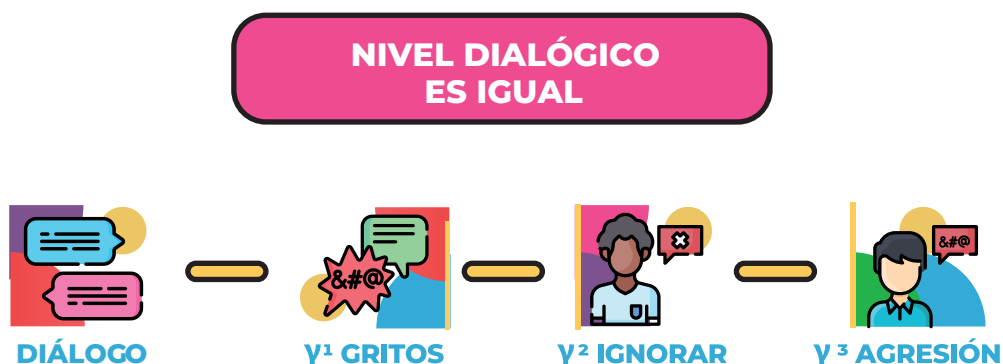 NIVEL DIALÓGICO
ES IGUAL
&#@
&#@
DIÁLOGO
γ¹ GRITOS
γ² IGNORAR
γ³ AGRESIÓN